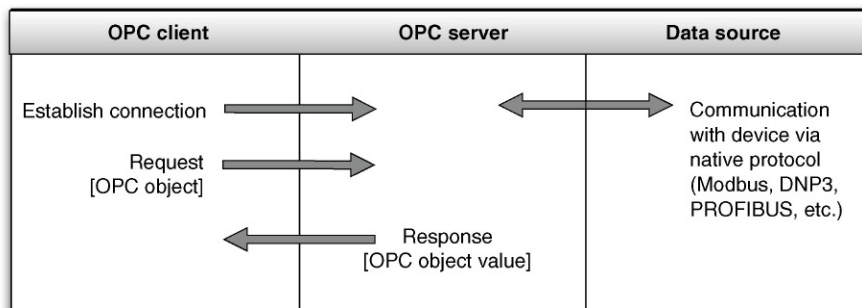 OPC client
OPC server
Data source
Establish connection
Request
[OPC object]
Response
[OPC object value]
Communication
with device via
native protocol
(Modbus, DNP3,
PROFIBUS, etc.)